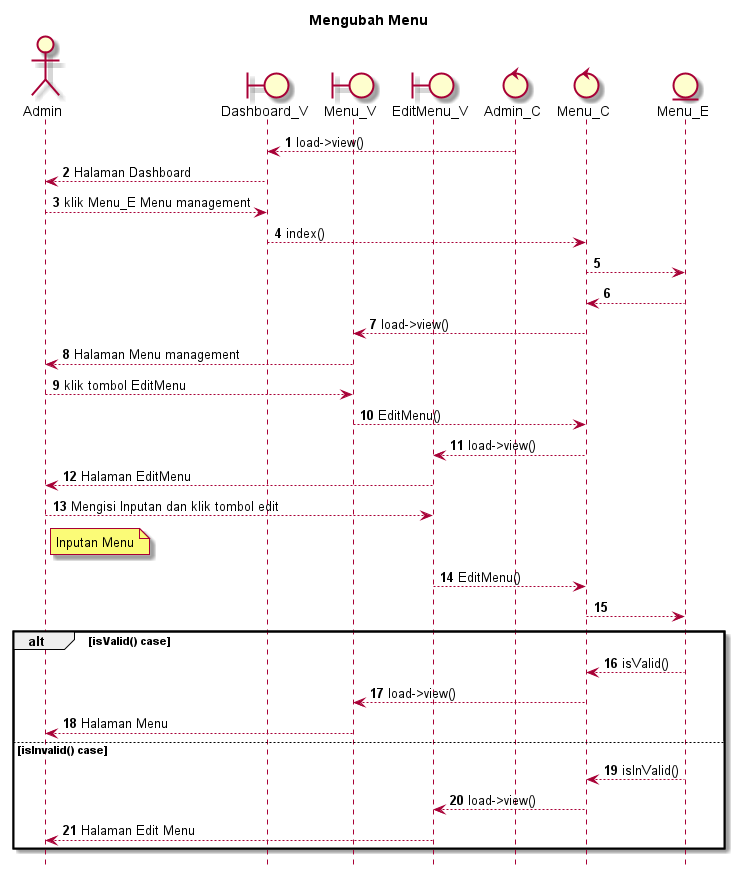 Mengubah Menu
Admin
Dashboard_V
Menu_V
EditMenu_V
Admin_C
Menu_C
Menu_E
1 load->view()
2 Halaman Dashboard
3 klik Menu_E Menu management
4 index()
5
6
7 load->view()
8 Halaman Menu management
9 klik tombol EditMenu
10 EditMenu()
11 load->view()
12 Halaman EditMenu
13 Mengisi Inputan dan klik tombol edit
Inputan Menu
14 EditMenu()
15
alt [isValid() case]
16 isValid()
17 load->view()
18 Halaman Menu
[isInvalid() case]
19 isInValid()
20 load->view()
21 Halaman Edit Menu